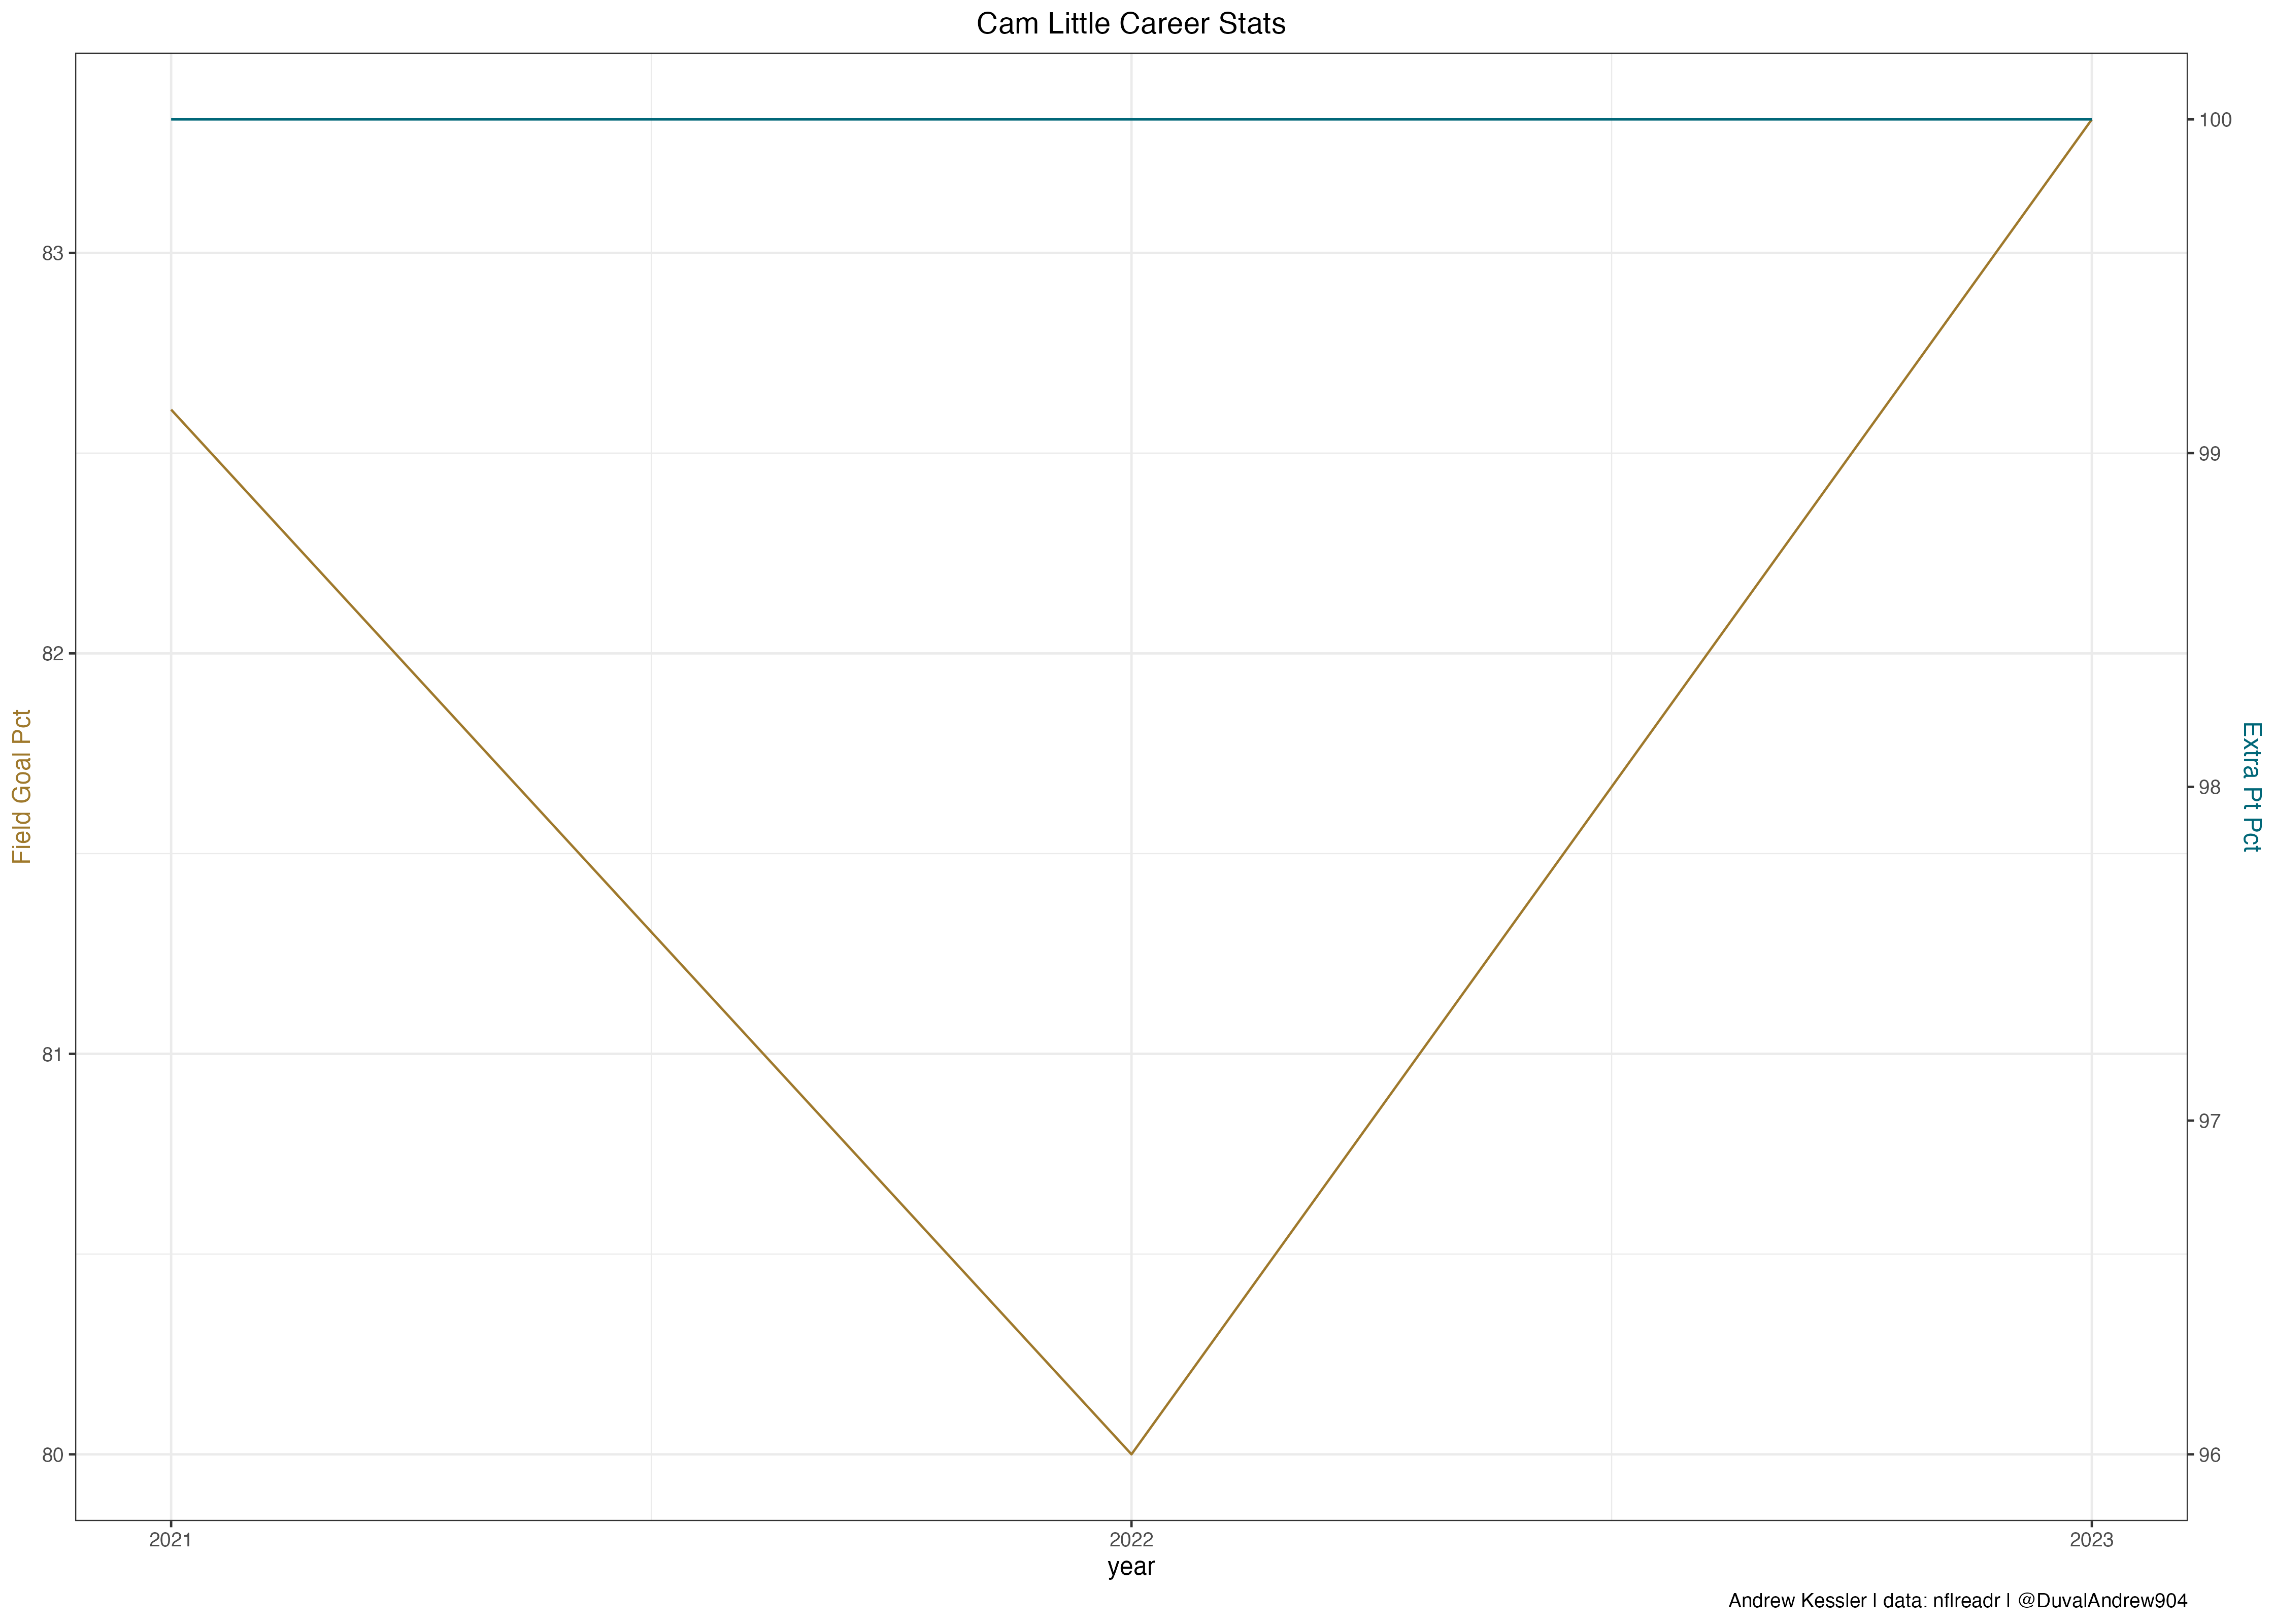 Cam Little Career Stats
83
82
81
80
Field Goal Pct
100
99
98
97
96
Extra Pt Pct
2021
2022
2023
year
Andrew Kessler | data: nflreadr | @DuvalAndrew904